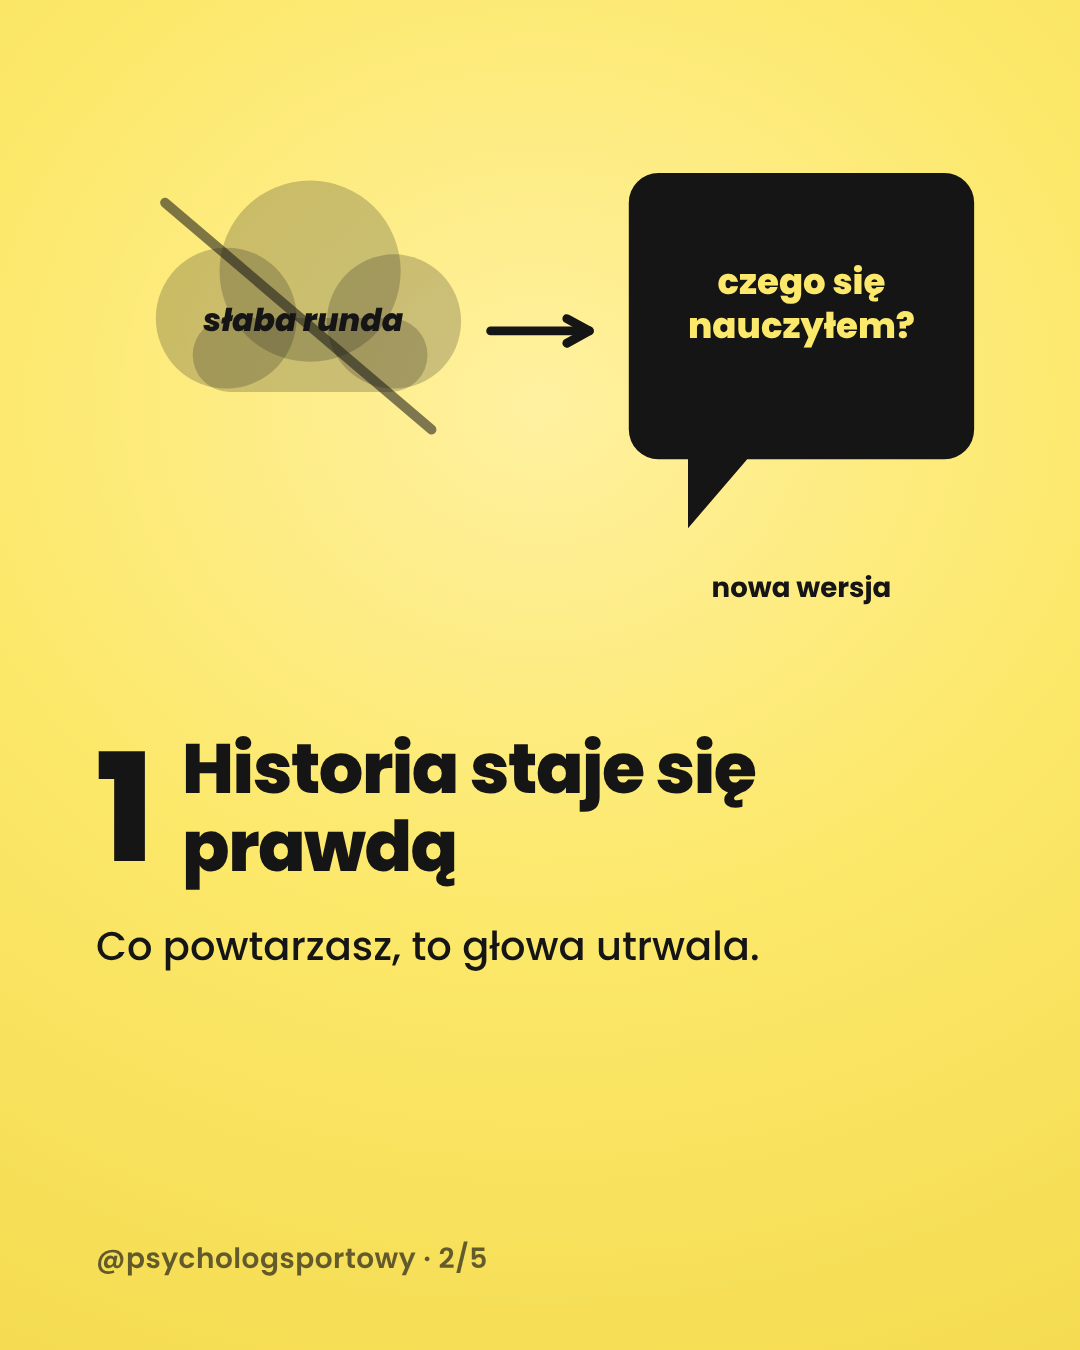 słaba runda
czego się
nauczyłem?
nowa wersja
1 Historia staje się
prawdą
Co powtarzasz, to głowa utrwala.
@psychologsportowy · 2/5